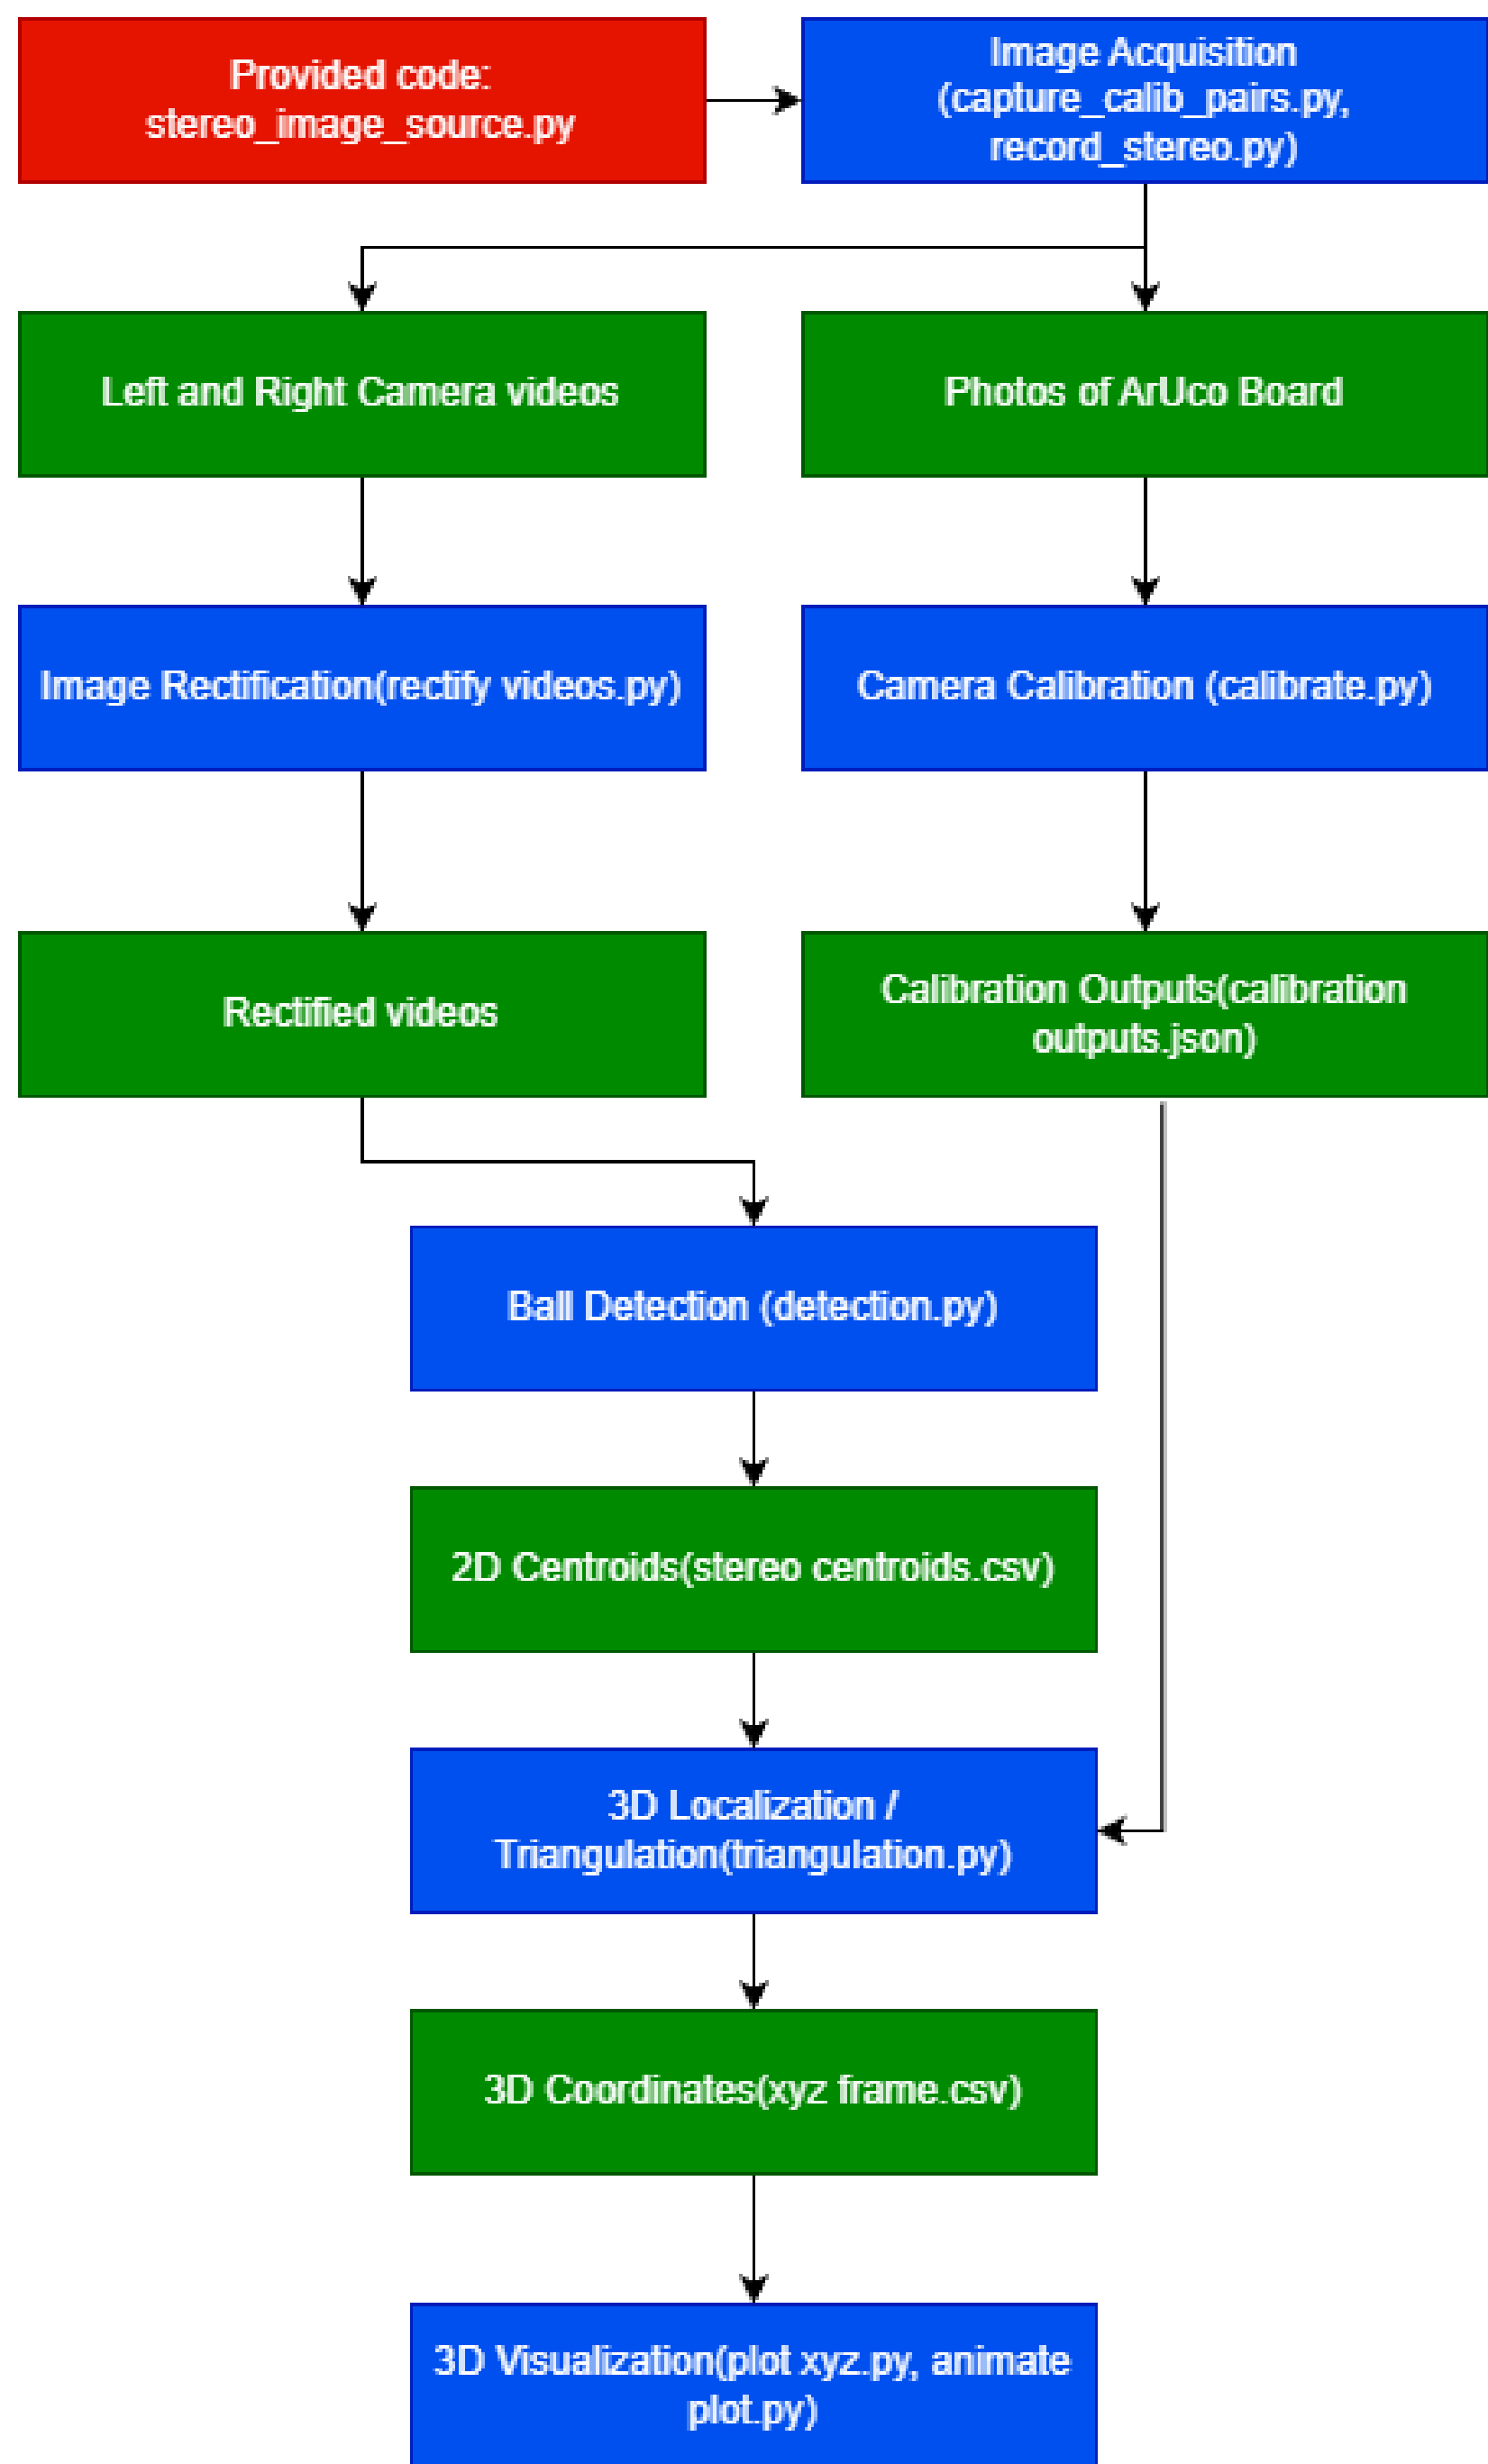 Provided code:
stereo_image_source.py
Image Acquisition
(capture_calib_pairs.py,
record_stereo.py)
Left and Right Camera videos
Photos of ArUco Board
Image Rectification(rectify videos.py)
Camera Calibration (calibrate.py)
Rectified videos
Calibration Outputs(calibration
outputs.json)
Ball Detection (detection.py)
2D Centroids(stereo centroids.csv)
3D Localization /
Triangulation(triangulation.py)
3D Coordinates(xyz frame.csv)
3D Visualization(plot xyz.py, animate
plot.py)